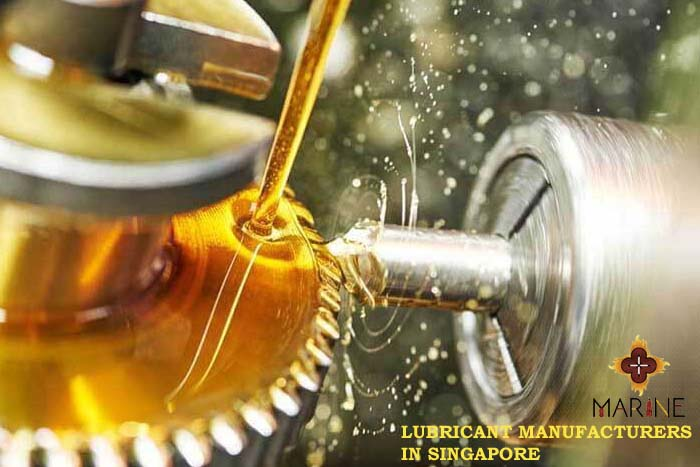 MARINE
LUBRICANT MANUFACTURERS
IN SINGAPORE